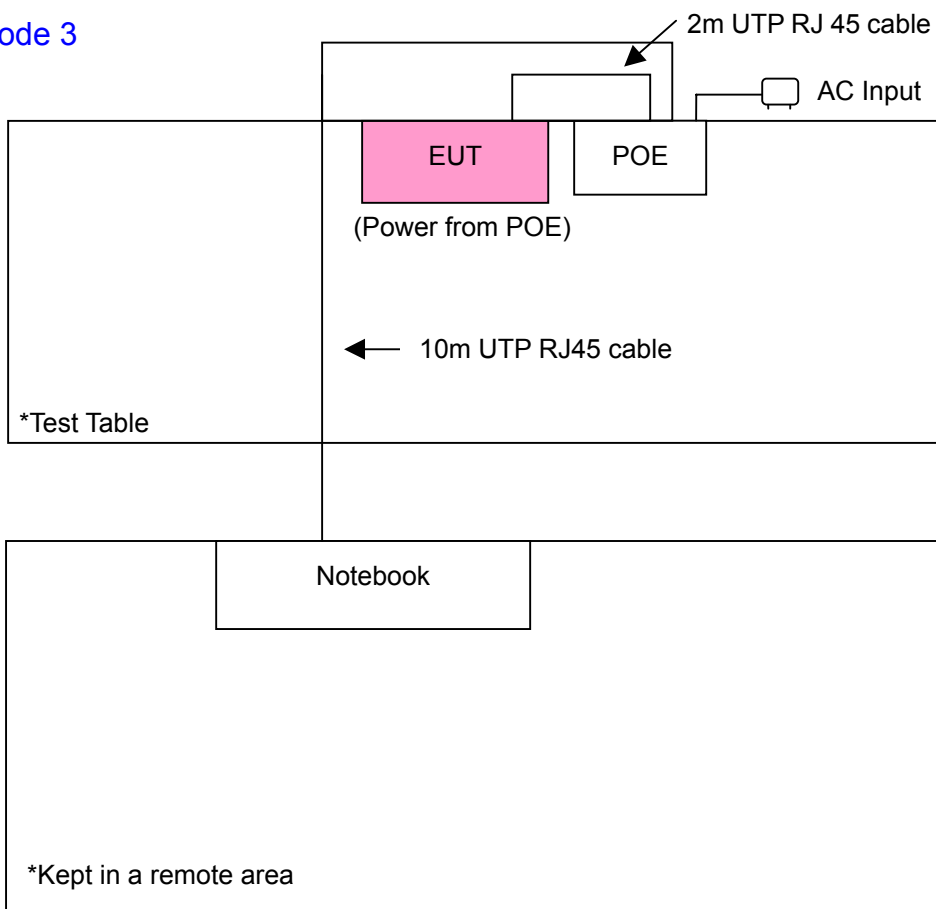 ode 3
2m UTP RJ 45 cable
AC Input
EUT
POE
(Power from POE)
10m UTP RJ45 cable
*Test Table
Notebook
*Kept in a remote area